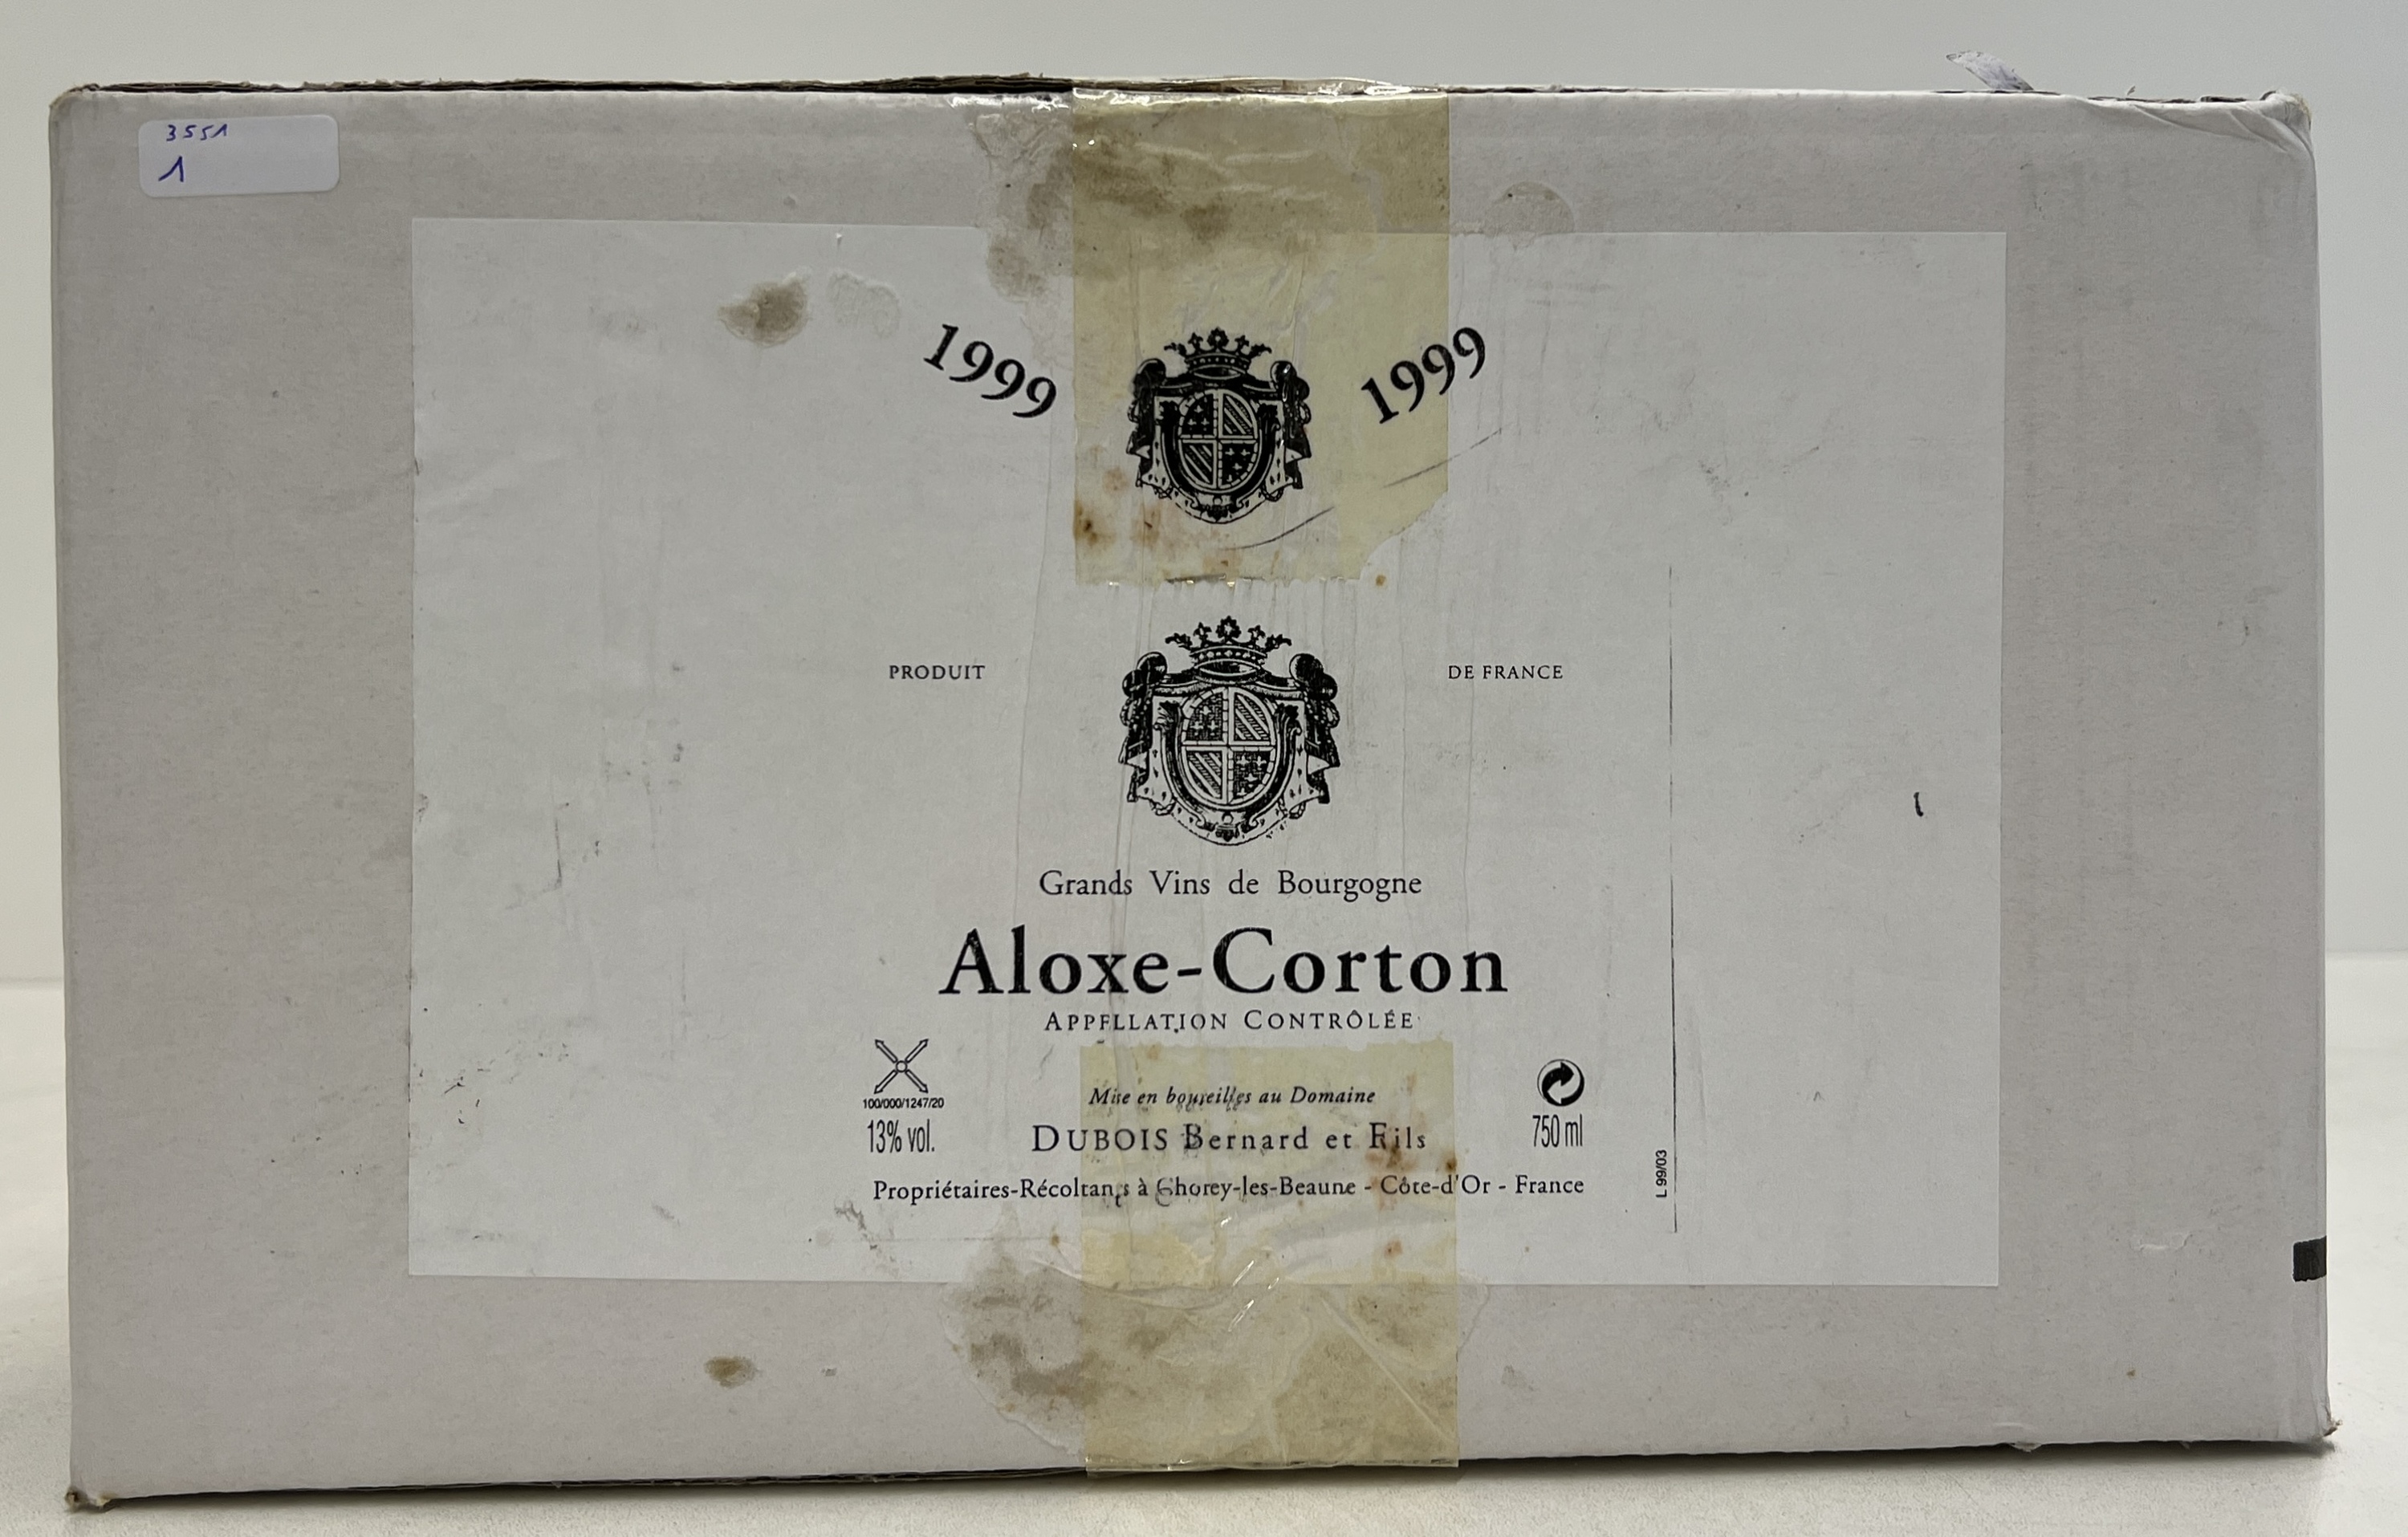 3551
1
1999 1999
PRODUIT DE FRANCE
Grands Vins de Bourgogne
Aloxe-Corton
APPELLATION CONTRÔLÉE
100/000/1247/20
Mise en bouteilles au Domaine
13% vol. DUBOIS Bernard et Fils 750 ml
Propriétaires-Récoltants à Chorey-les-Beaune - Côte-d'Or - France
L 99/03